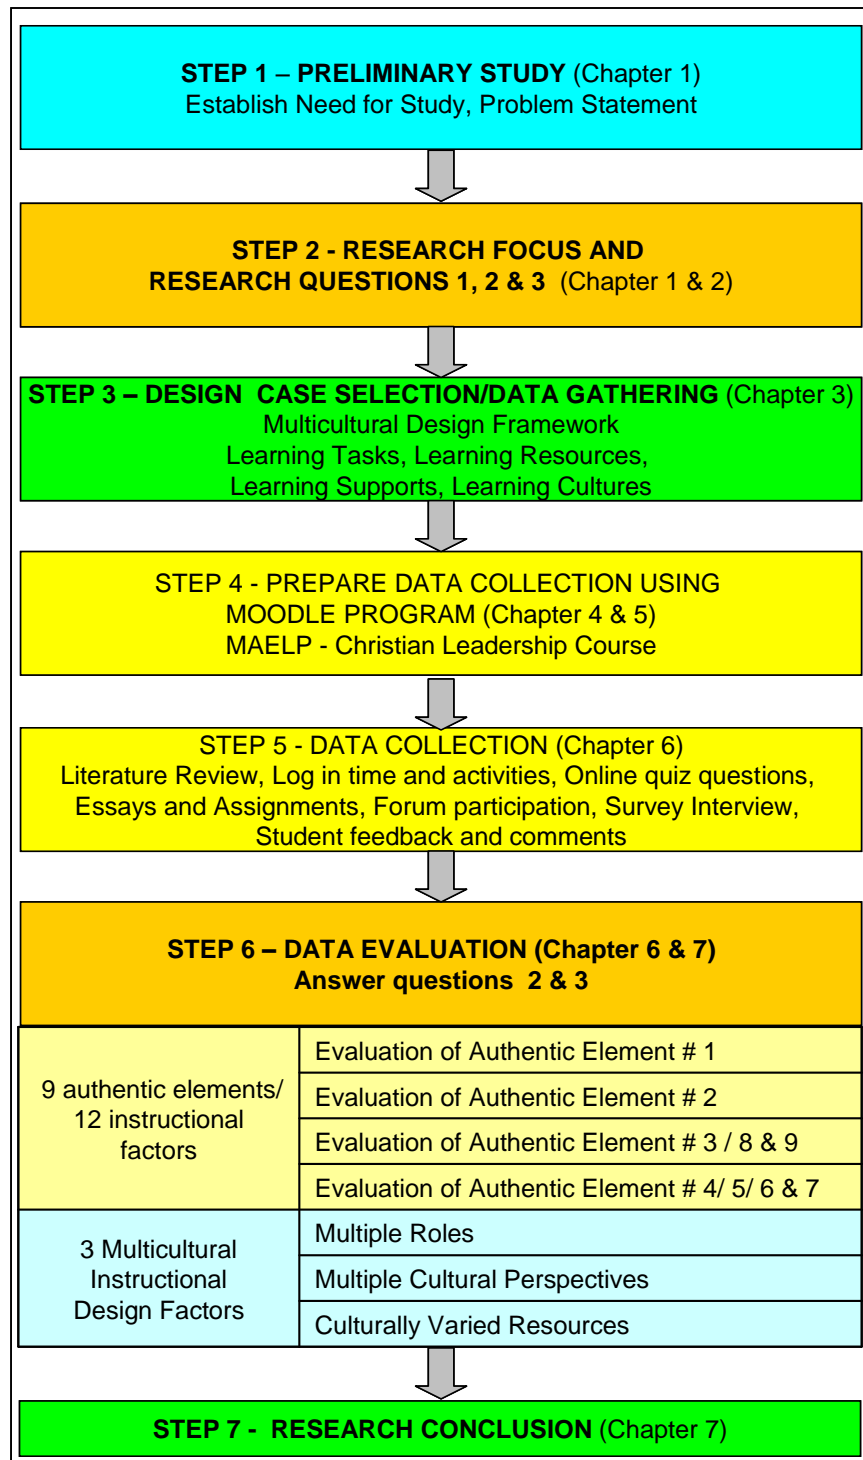 STEP 1 – PRELIMINARY STUDY (Chapter 1)
Establish Need for Study, Problem Statement
STEP 2 - RESEARCH FOCUS AND
RESEARCH QUESTIONS 1, 2 & 3 (Chapter 1 & 2)
STEP 3 – DESIGN CASE SELECTION/DATA GATHERING (Chapter 3)
Multicultural Design Framework
Learning Tasks, Learning Resources,
Learning Supports, Learning Cultures
STEP 4 - PREPARE DATA COLLECTION USING
MOODLE PROGRAM (Chapter 4 & 5)
MAELP - Christian Leadership Course
STEP 5 - DATA COLLECTION (Chapter 6)
Literature Review, Log in time and activities, Online quiz questions,
Essays and Assignments, Forum participation, Survey Interview,
Student feedback and comments
STEP 6 – DATA EVALUATION (Chapter 6 & 7)
Answer questions 2 & 3
9 authentic elements/
12 instructional
factors
Evaluation of Authentic Element # 1
Evaluation of Authentic Element # 2
Evaluation of Authentic Element # 3 / 8 & 9
Evaluation of Authentic Element # 4/ 5/ 6 & 7
3 Multicultural
Instructional
Design Factors
Multiple Roles
Multiple Cultural Perspectives
Culturally Varied Resources
STEP 7 - RESEARCH CONCLUSION (Chapter 7)